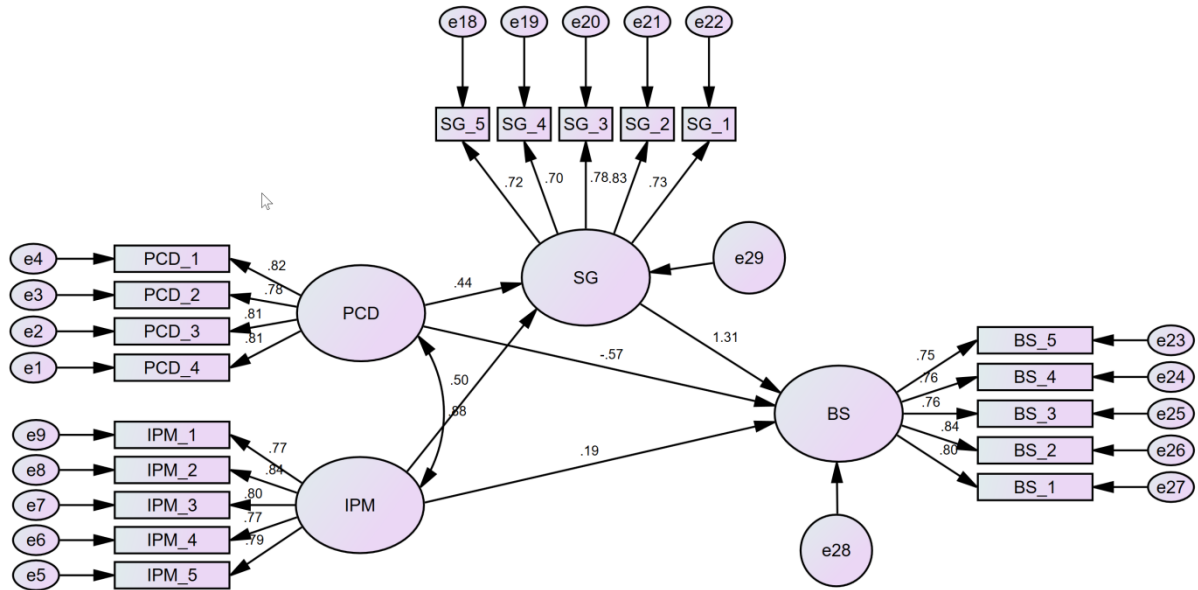 e18 e19 e20 e21 e22
SG_5 SG_4 SG_3 SG_2 SG_1
.72 .70 .78 .83 .73
e4 PCD_1 .82
e3 PCD_2 .78
e2 PCD_3 .81
e1 PCD_4 .81
PCD
.44
SG
e29
-.57
1.31
.50
.88
e9 IPM_1 .77
e8 IPM_2 .84
e7 IPM_3 .80
e6 IPM_4 .77
e5 IPM_5 .79
IPM
.19
BS
e28
.75 BS_5 e23
.76 BS_4 e24
.76 BS_3 e25
.84 BS_2 e26
.80 BS_1 e27